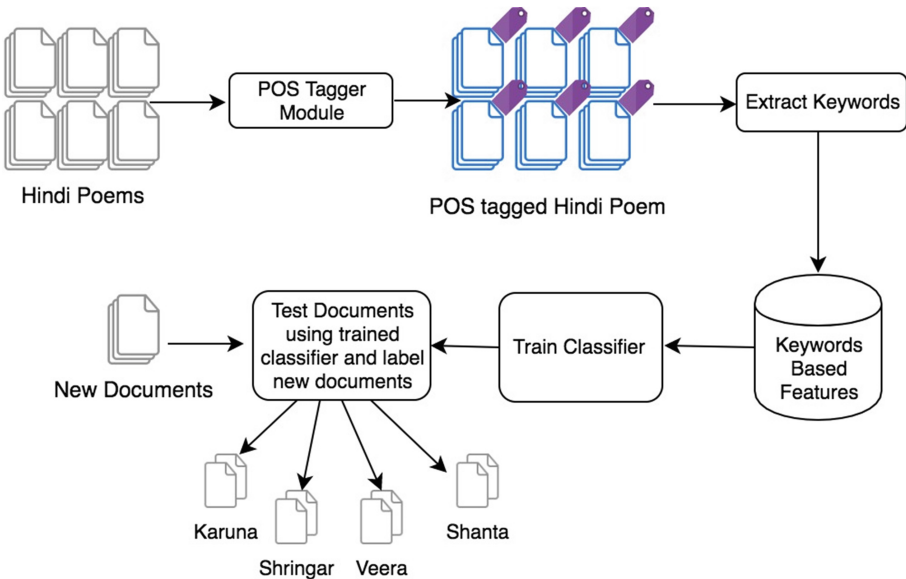 POS Tagger
Module
Extract Keywords
Hindi Poems
POS tagged Hindi Poem
Test Documents
using trained
classifier and label
new documents
Train Classifier
Keywords
Based
Features
New Documents
Karuna
Shringar
Veera
Shanta